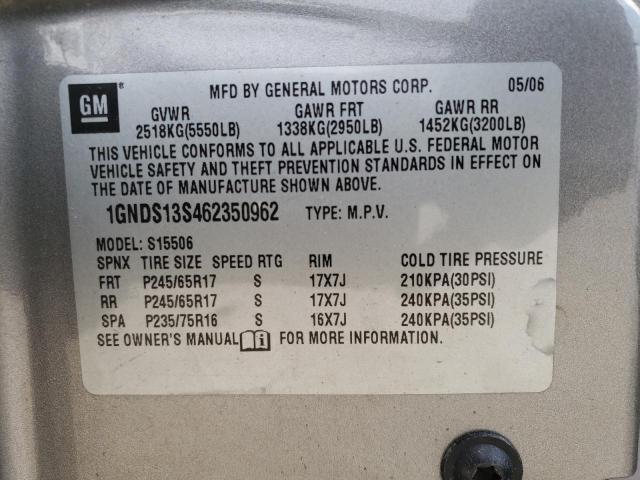 GM® MFD BY GENERAL MOTORS CORP. 05/06
GVWR GAWR FRT GAWR RR
2518KG(5550LB) 1338KG(2950LB) 1452KG(3200LB)
THIS VEHICLE CONFORMS TO ALL APPLICABLE U.S. FEDERAL MOTOR
VEHICLE SAFETY AND THEFT PREVENTION STANDARDS IN EFFECT ON
THE DATE OF MANUFACTURE SHOWN ABOVE.
1GNDS13S462350962 TYPE: M.P.V.
MODEL: S15506
SPNX TIRE SIZE SPEED RTG RIM COLD TIRE PRESSURE
FRT P245/65R17 S 17X7J 210KPA(30PSI)
RR P245/65R17 S 17X7J 240KPA(35PSI)
SPA P235/75R16 S 16X7J 240KPA(35PSI)
SEE OWNER'S MANUAL i FOR MORE INFORMATION.